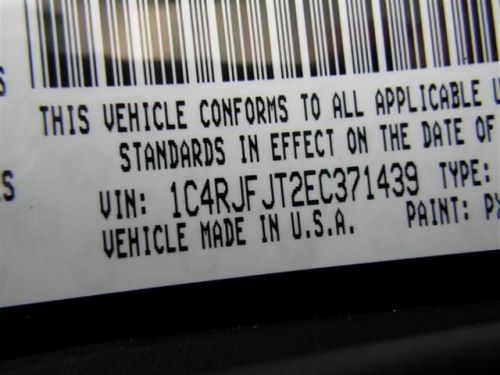 THIS VEHICLE CONFORMS TO ALL APPLICABLE
STANDARDS IN EFFECT ON THE DATE OF
VIN: 1C4RJFJT2EC371439 TYPE:
VEHICLE MADE IN U.S.A. PAINT: